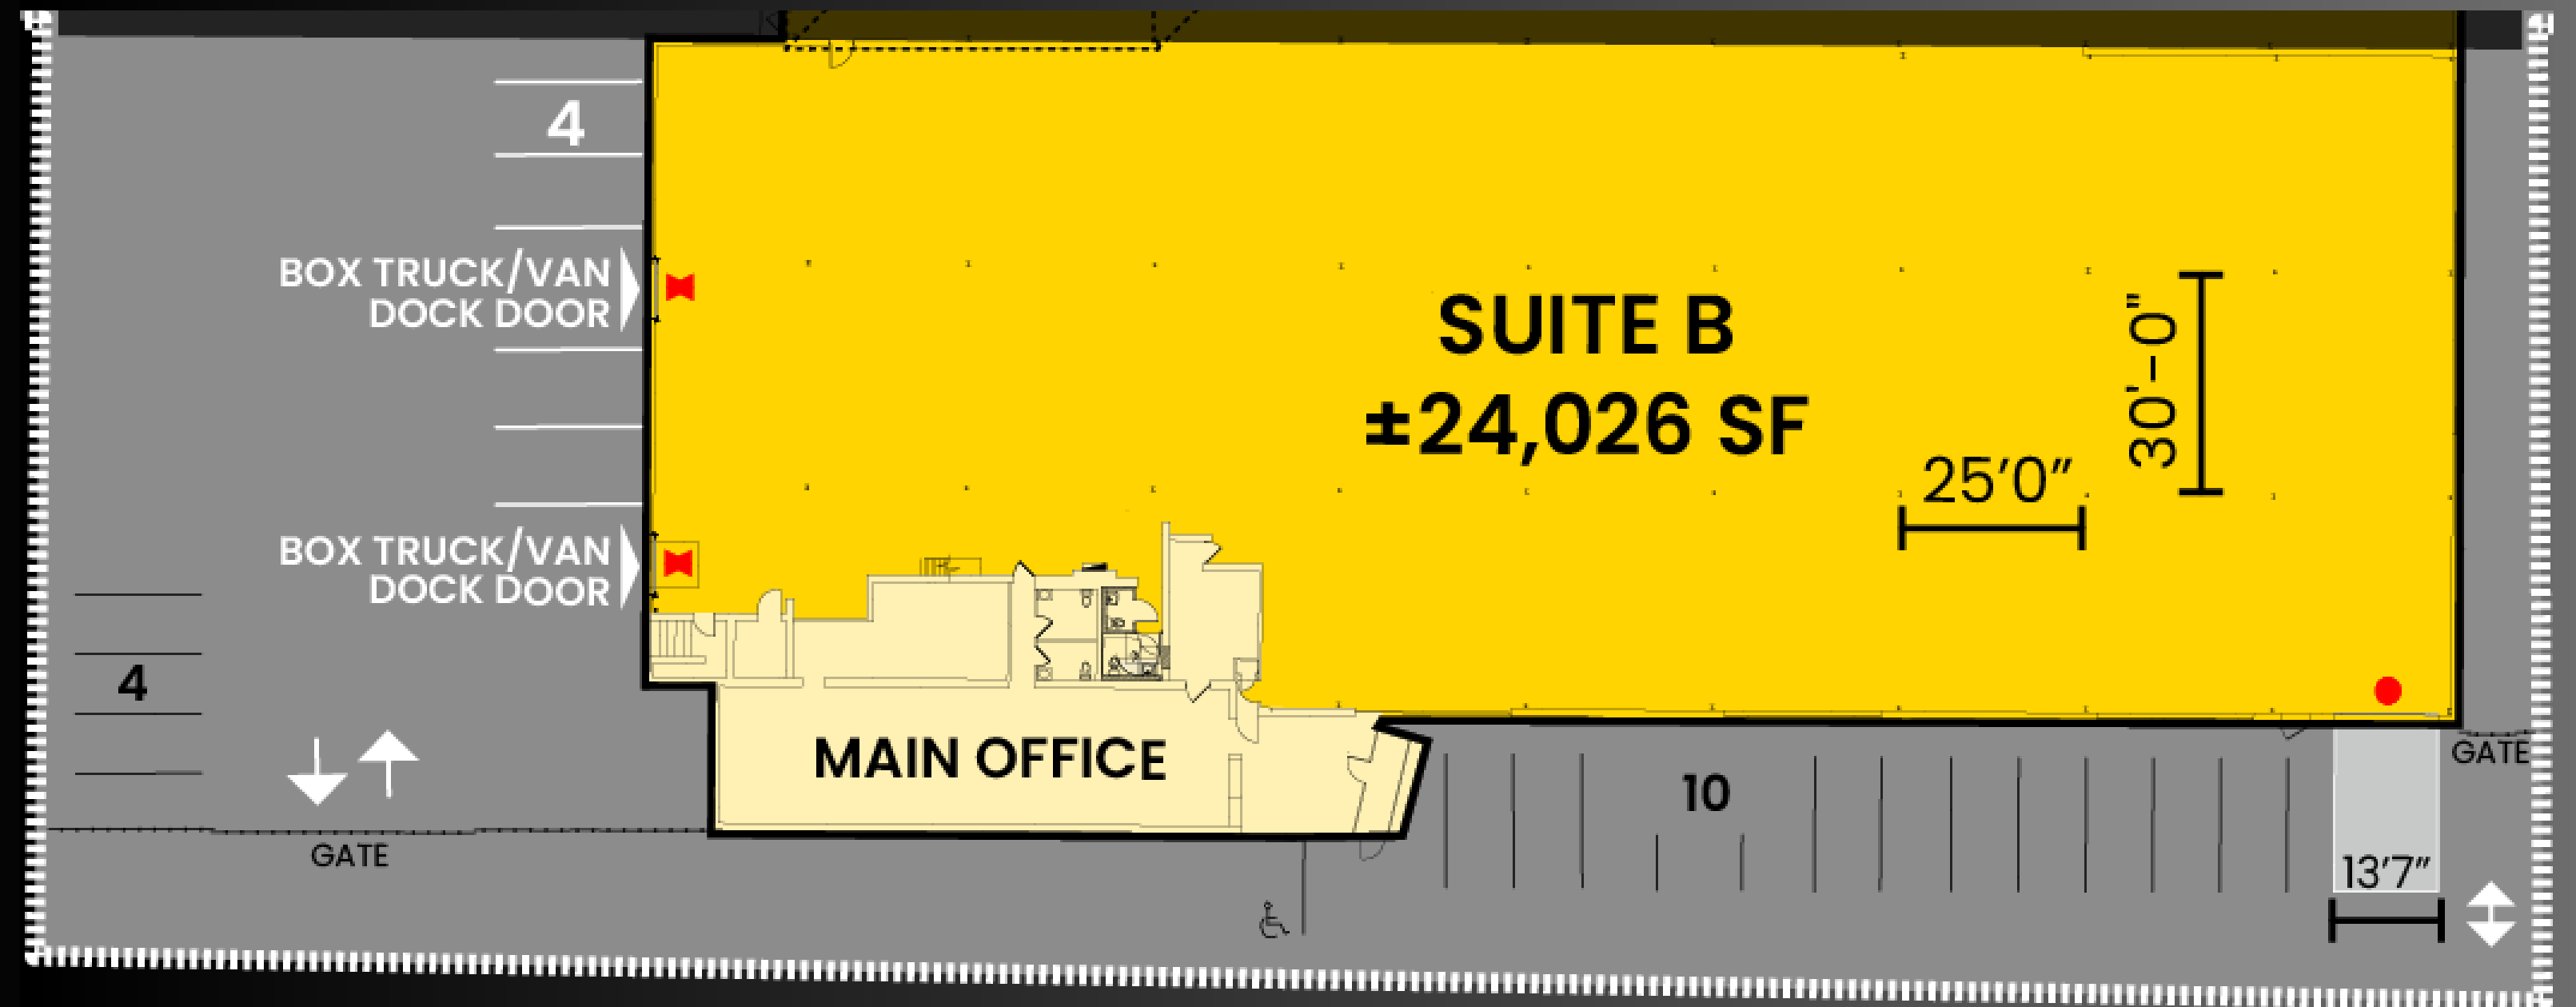 4
BOX TRUCK/VAN
DOCK DOOR
SUITE B
±24,026 SF
30'-0"
25’0”
BOX TRUCK/VAN
DOCK DOOR
4
MAIN OFFICE
10
GATE
GATE
13’7”